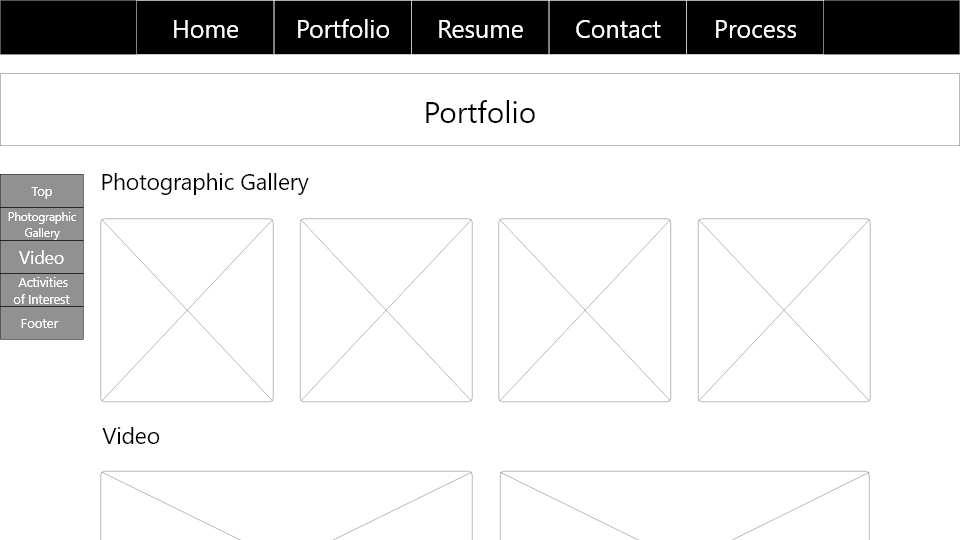 Home Portfolio Resume Contact Process
Portfolio
Top
Photographic
Gallery
Video
Activities
of Interest
Footer
Photographic Gallery
Video